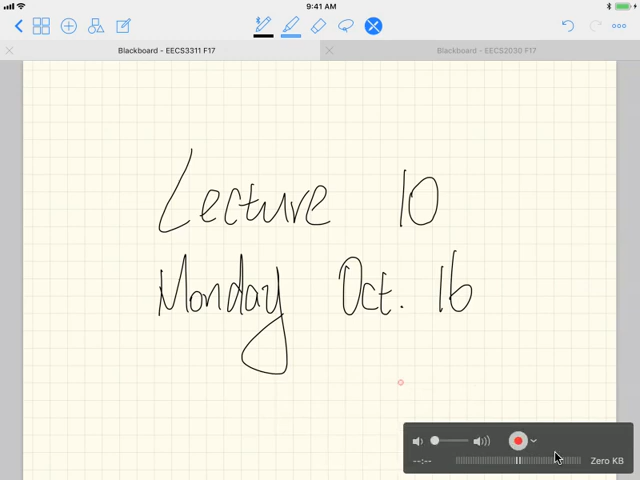 9:41 AM
Blackboard - EECS3311 F17
Blackboard - EECS2030 F17
Lecture 10
Monday Oct. 16
--:--
Zero KB